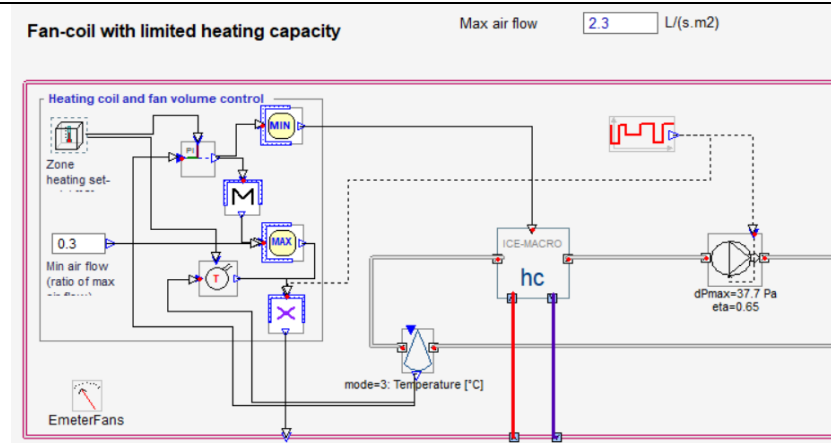 Fan-coil with limited heating capacity
Max air flow 2.3 L/(s.m2)
Heating coil and fan volume control
PI
MIN
Zone
heating set-
M
0.3
MAX
Min air flow
(ratio of max
T
ICE-MACRO
hc
dPmax=37.7 Pa
eta=0.65
mode=3: Temperature [°C]
EmeterFans